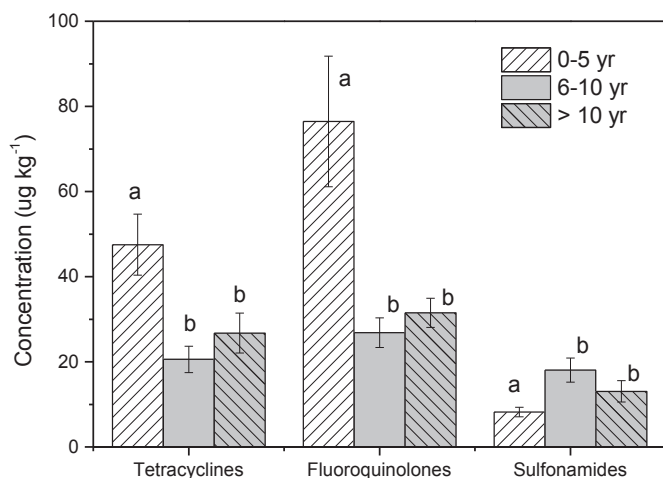 100
80
60
40
20
0
Concentration (ug kg⁻¹)
0-5 yr
6-10 yr
> 10 yr
a
b
b
a
b
b
a
b
b
Tetracyclines
Fluoroquinolones
Sulfonamides